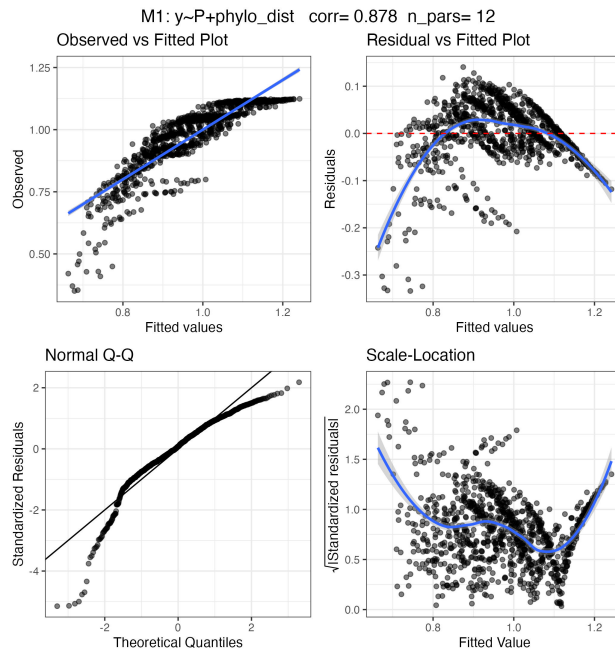 M1: y~P+phylo_dist   corr= 0.878  n_pars= 12
Observed vs Fitted Plot
Observed
1.25
1.00
0.75
0.50
0.8
1.0
1.2
Fitted values
Residual vs Fitted Plot
Residuals
0.1
0.0
-0.1
-0.2
-0.3
0.8
1.0
1.2
Fitted values
Normal Q-Q
Standardized Residuals
2
0
-2
-4
-2
0
2
Theoretical Quantiles
Scale-Location
√|Standardized residuals|
2.0
1.5
1.0
0.5
0.0
0.8
1.0
1.2
Fitted Value